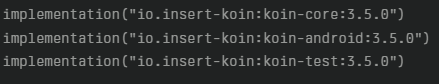 implementation("io.insert-koin:koin-core:3.5.0")
implementation("io.insert-koin:koin-android:3.5.0")
implementation("io.insert-koin:koin-test:3.5.0")